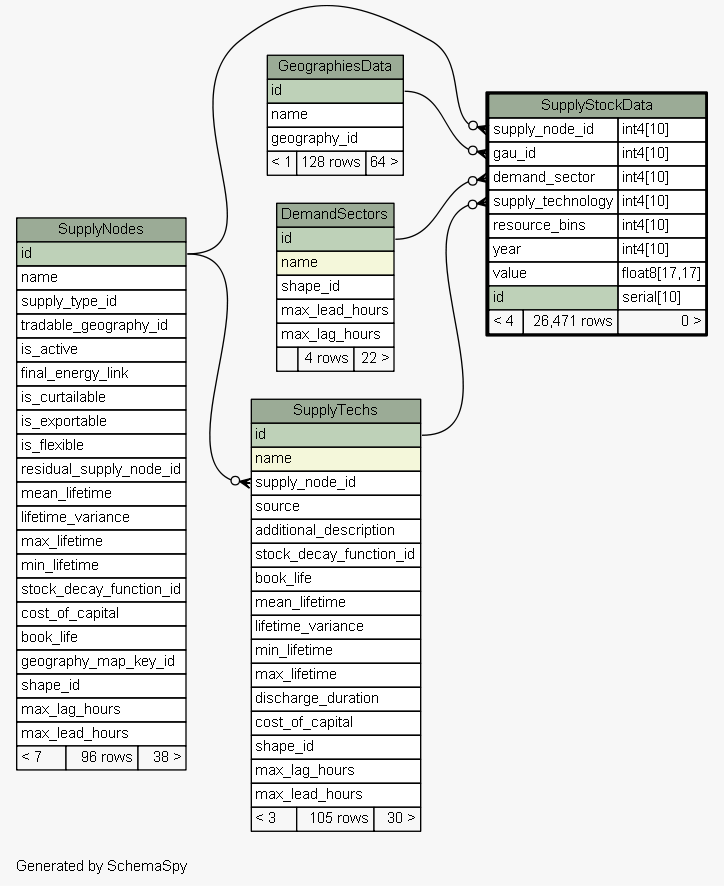 GeographiesData
id
name
geography_id
< 1 128 rows 64 >
SupplyStockData
supply_node_id int4[10]
gau_id int4[10]
demand_sector int4[10]
supply_technology int4[10]
resource_bins int4[10]
year int4[10]
value float8[17,17]
id serial[10]
< 4 26,471 rows 0 >
DemandSectors
id
name
shape_id
max_lead_hours
max_lag_hours
4 rows 22 >
SupplyNodes
id
name
supply_type_id
tradable_geography_id
is_active
final_energy_link
is_curtailable
is_exportable
is_flexible
residual_supply_node_id
mean_lifetime
lifetime_variance
max_lifetime
min_lifetime
stock_decay_function_id
cost_of_capital
book_life
geography_map_key_id
shape_id
max_lag_hours
max_lead_hours
< 7 96 rows 38 >
SupplyTechs
id
name
supply_node_id
source
additional_description
stock_decay_function_id
book_life
mean_lifetime
lifetime_variance
min_lifetime
max_lifetime
discharge_duration
cost_of_capital
shape_id
max_lag_hours
max_lead_hours
< 3 105 rows 30 >
Generated by SchemaSpy